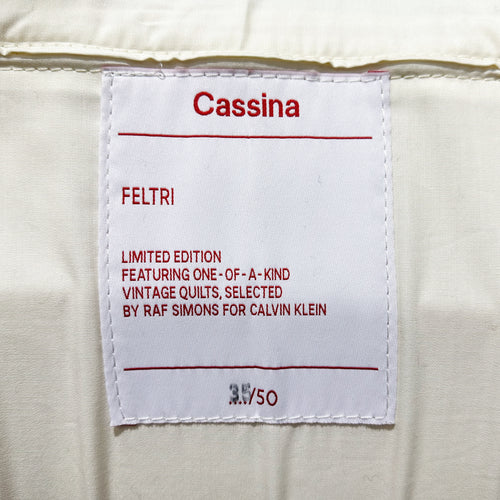 Cassina
FELTRI
LIMITED EDITION
FEATURING ONE-OF-A-KIND
VINTAGE QUILTS, SELECTED
BY RAF SIMONS FOR CALVIN KLEIN
35/50